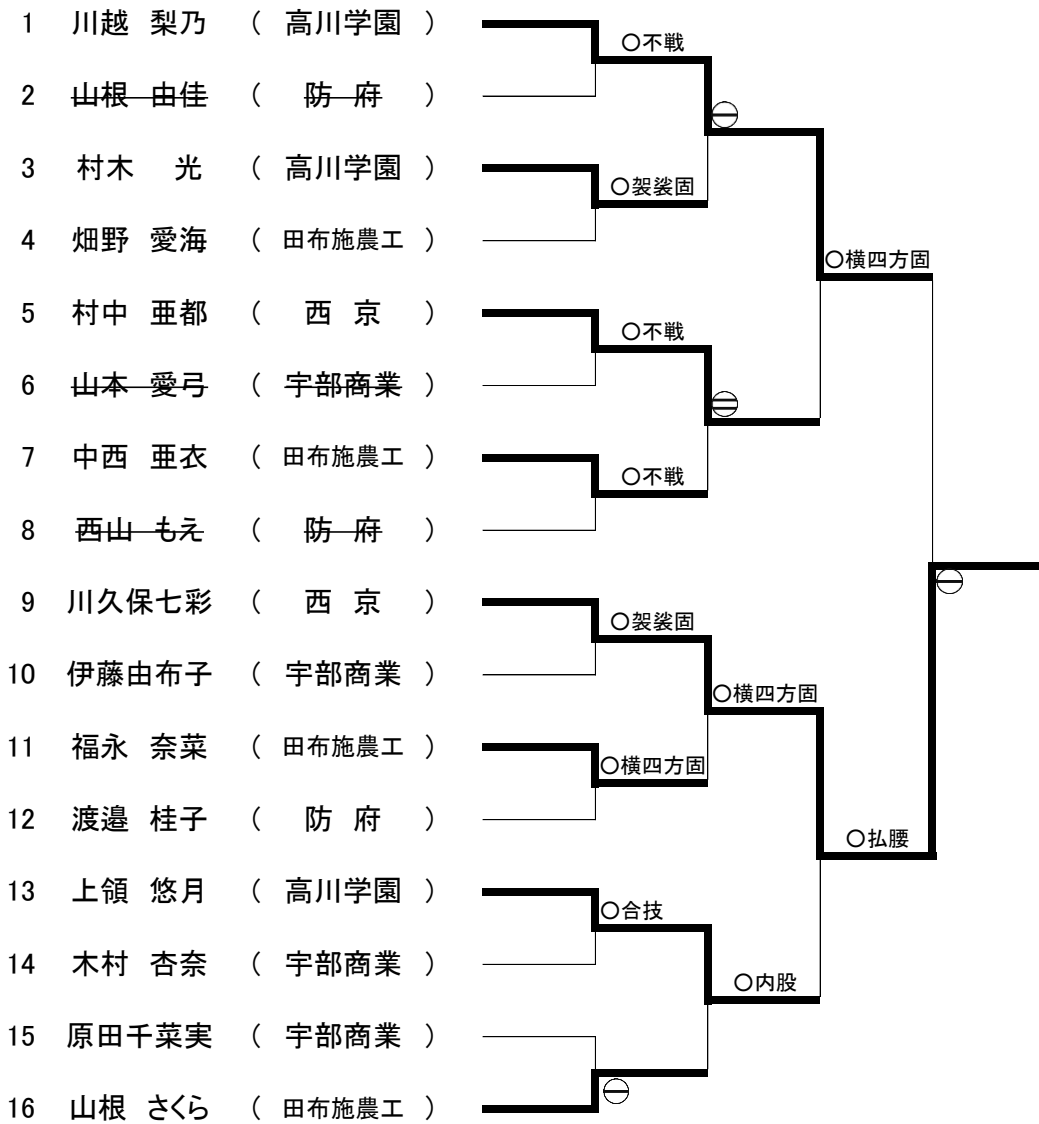 1 川越 梨乃 ( 高川学園 )
○不戦
2 山根 由佳 ( 防 府 )
3 村木 光 ( 高川学園 )
○袈裟固
4 畑野 愛海 ( 田布施農工 )
○横四方固
5 村中 亜都 ( 西 京 )
○不戦
6 山本 愛弓 ( 宇部商業 )
7 中西 亜衣 ( 田布施農工 )
○不戦
8 西山 もえ ( 防 府 )
9 川久保七彩 ( 西 京 )
○袈裟固
10 伊藤由布子 ( 宇部商業 )
○横四方固
11 福永 奈菜 ( 田布施農工 )
○横四方固
12 渡邉 桂子 ( 防 府 )
○払腰
13 上領 悠月 ( 高川学園 )
○合技
14 木村 杏奈 ( 宇部商業 )
○内股
15 原田千菜実 ( 宇部商業 )
16 山根 さくら ( 田布施農工 )